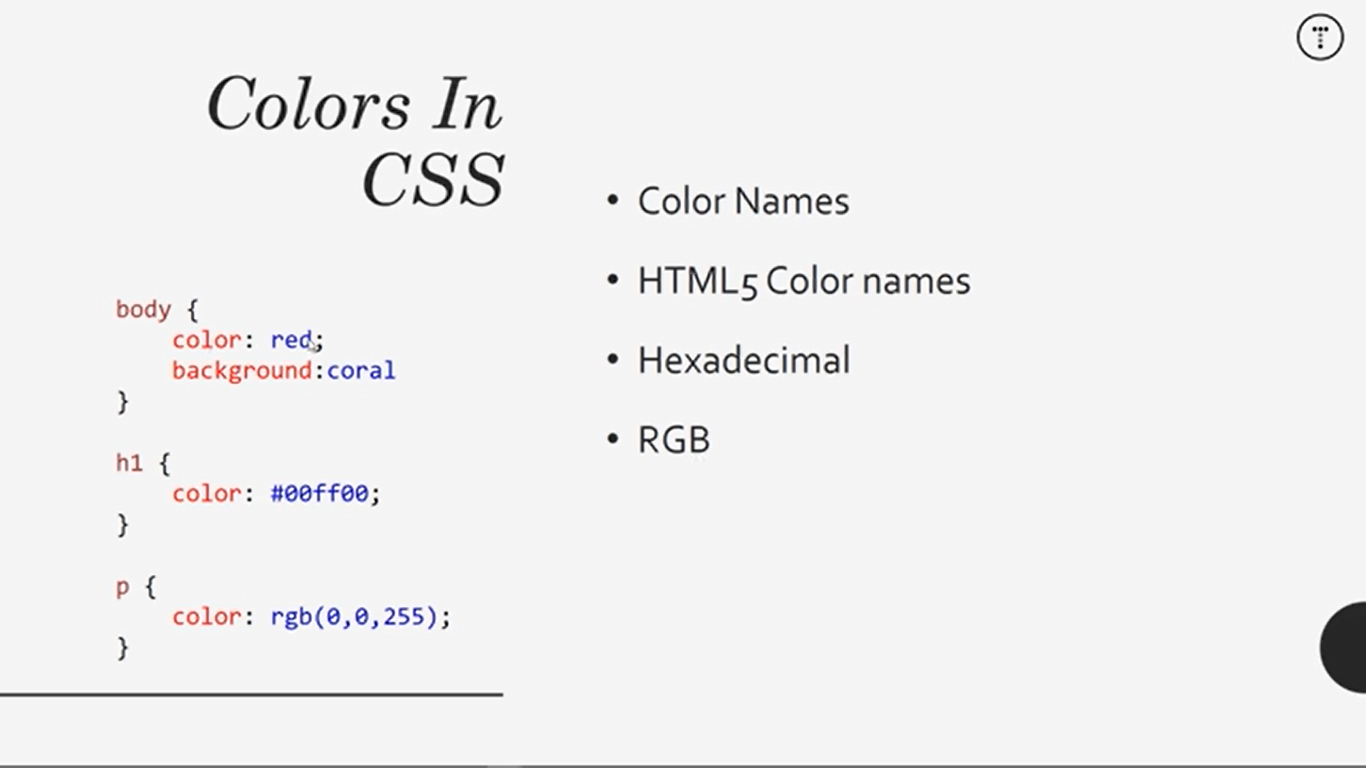 Colors In
CSS
body {
color: red;
background:coral
}
h1 {
color: #00ff00;
}
p {
color: rgb(0,0,255);
}
• Color Names
• HTML5 Color names
• Hexadecimal
• RGB
T